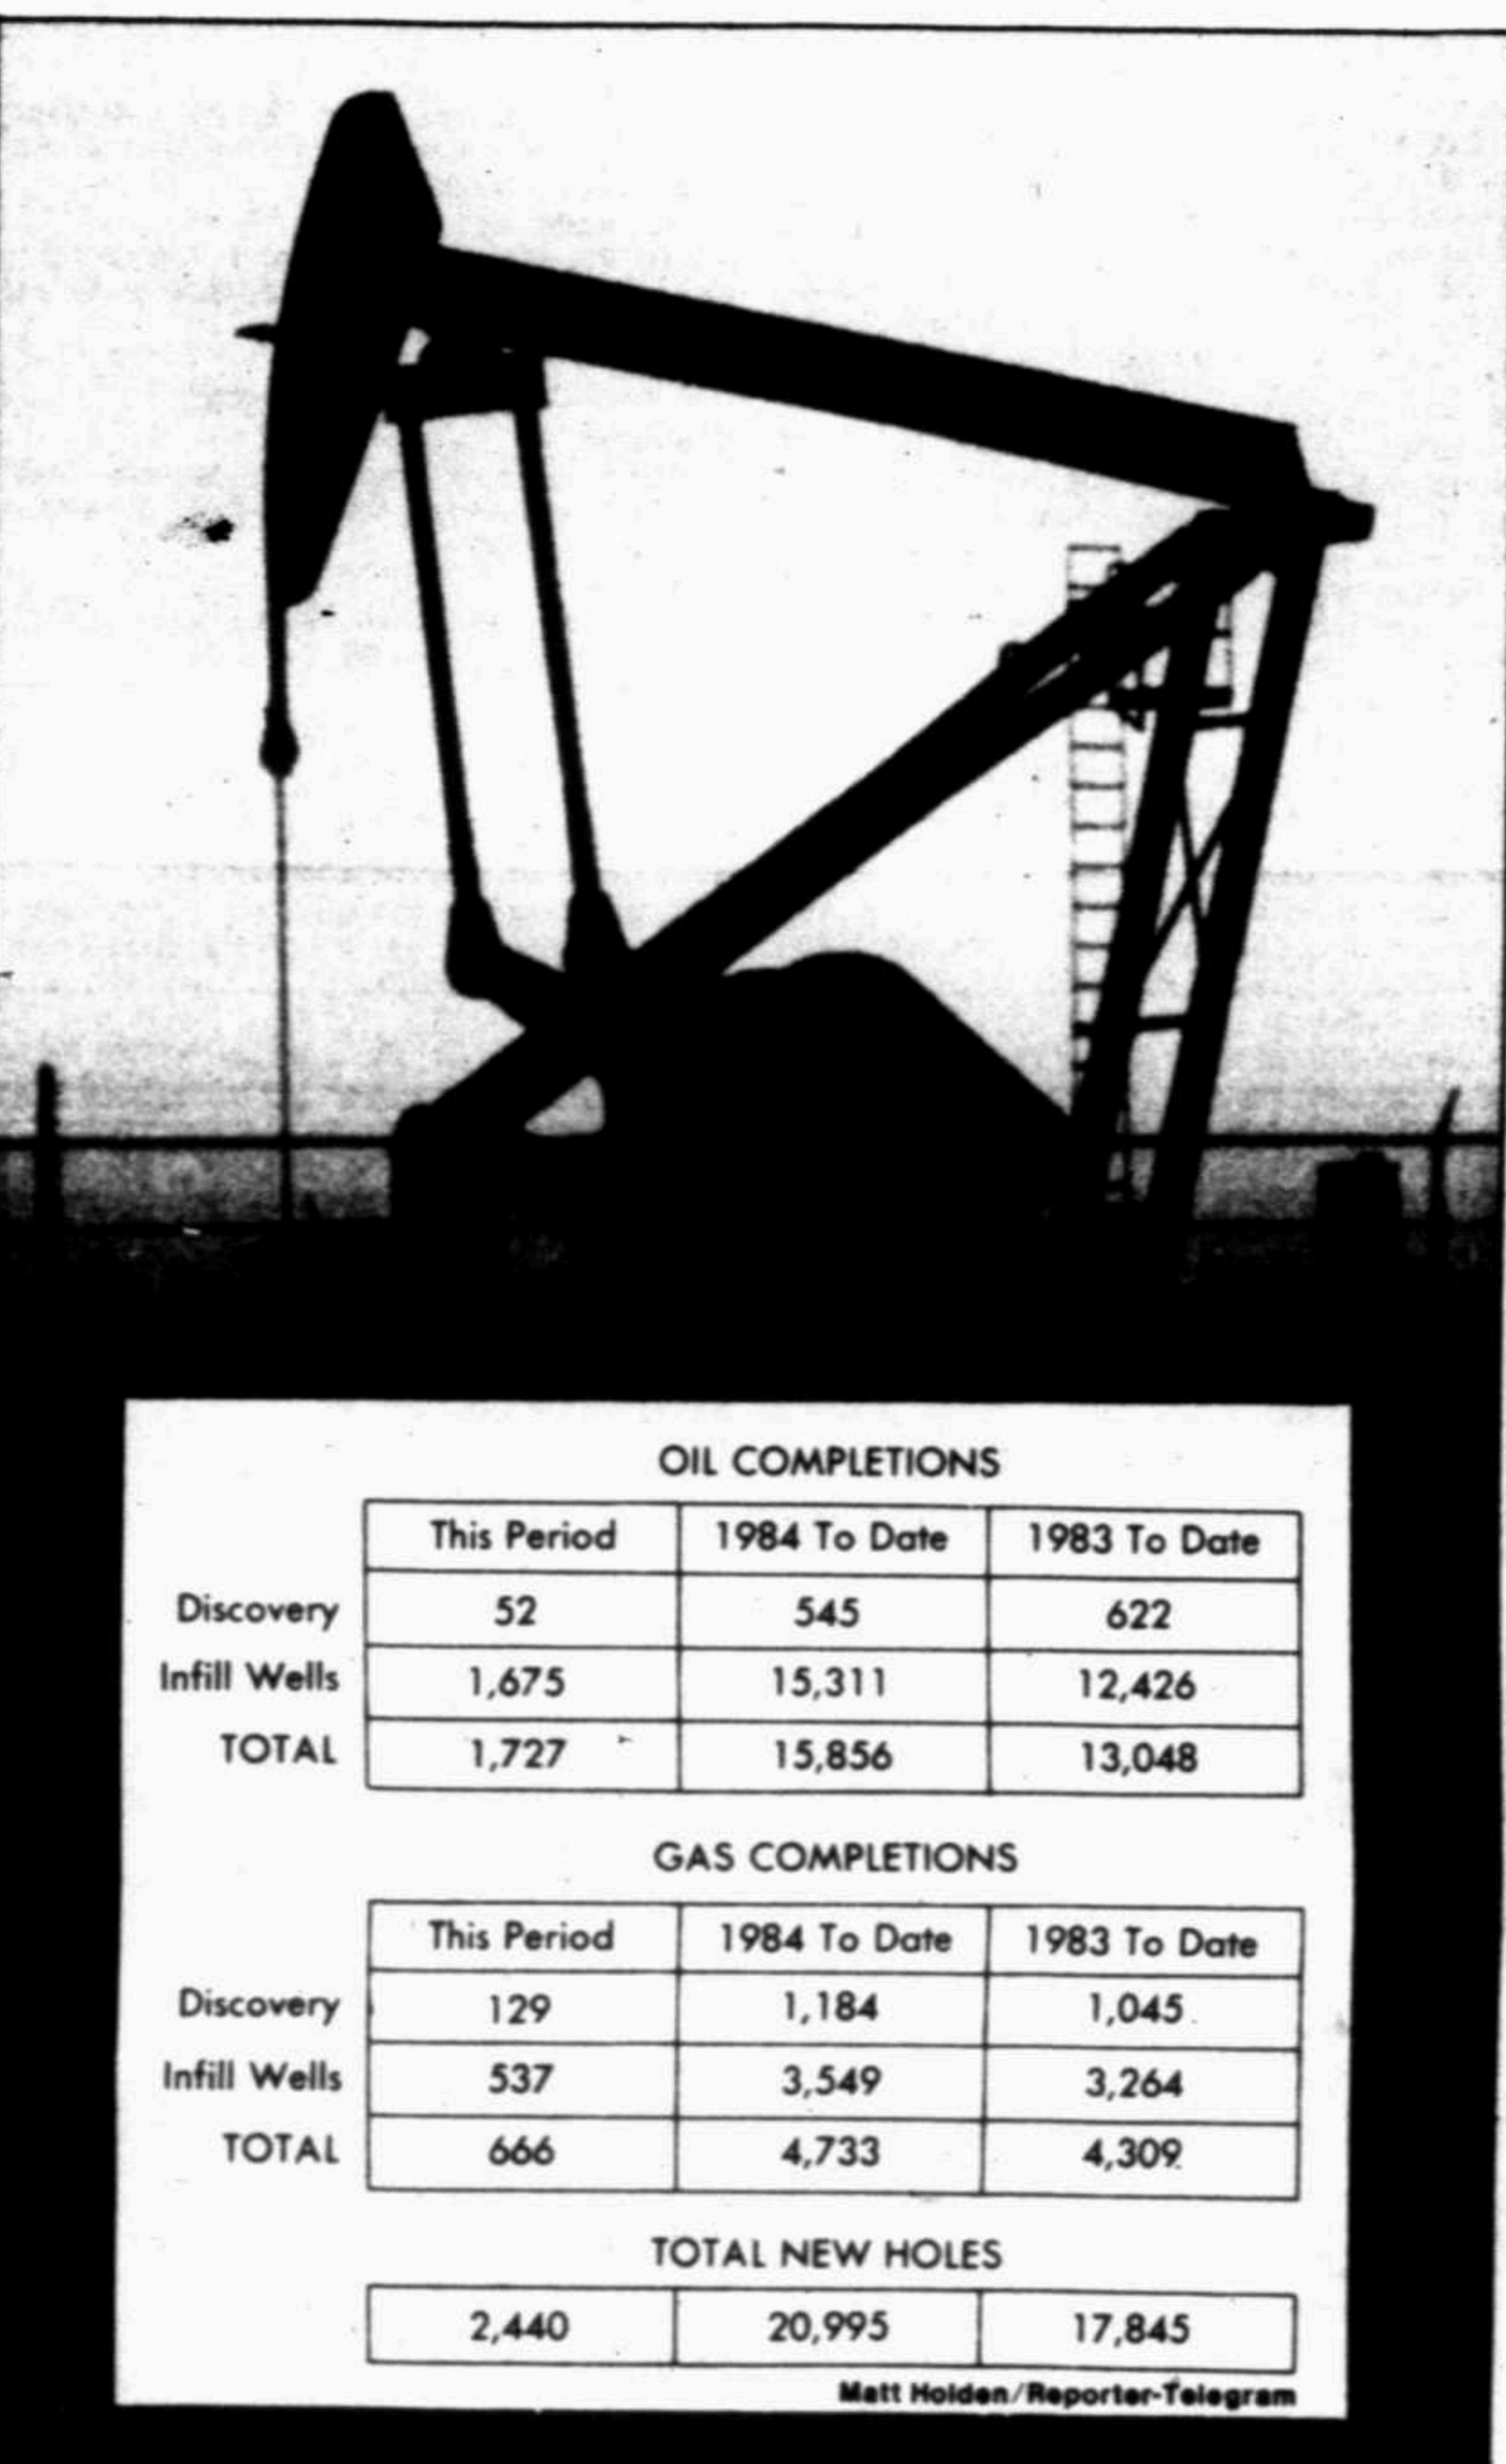 OIL COMPLETIONS
This Period 1984 To Date 1983 To Date
Discovery 52 545 622
Infill Wells 1,675 15,311 12,426
TOTAL 1,727 15,856 13,048
GAS COMPLETIONS
This Period 1984 To Date 1983 To Date
Discovery 129 1,184 1,045
Infill Wells 537 3,549 3,264
TOTAL 666 4,733 4,309
TOTAL NEW HOLES
2,440 20,995 17,845
Matt Holden/Reporter-Telegram